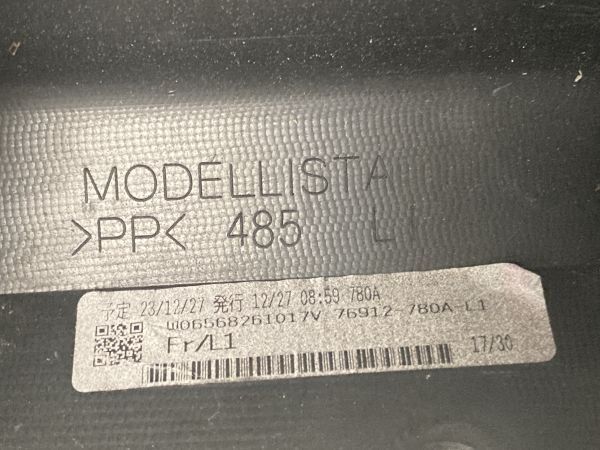 MODELLISTA
>PP< 485 L1
予定 23/12/27 発行 12/27 08:59 780A
W06568261017V 76912-780A-L1
Fr/L1
17/30